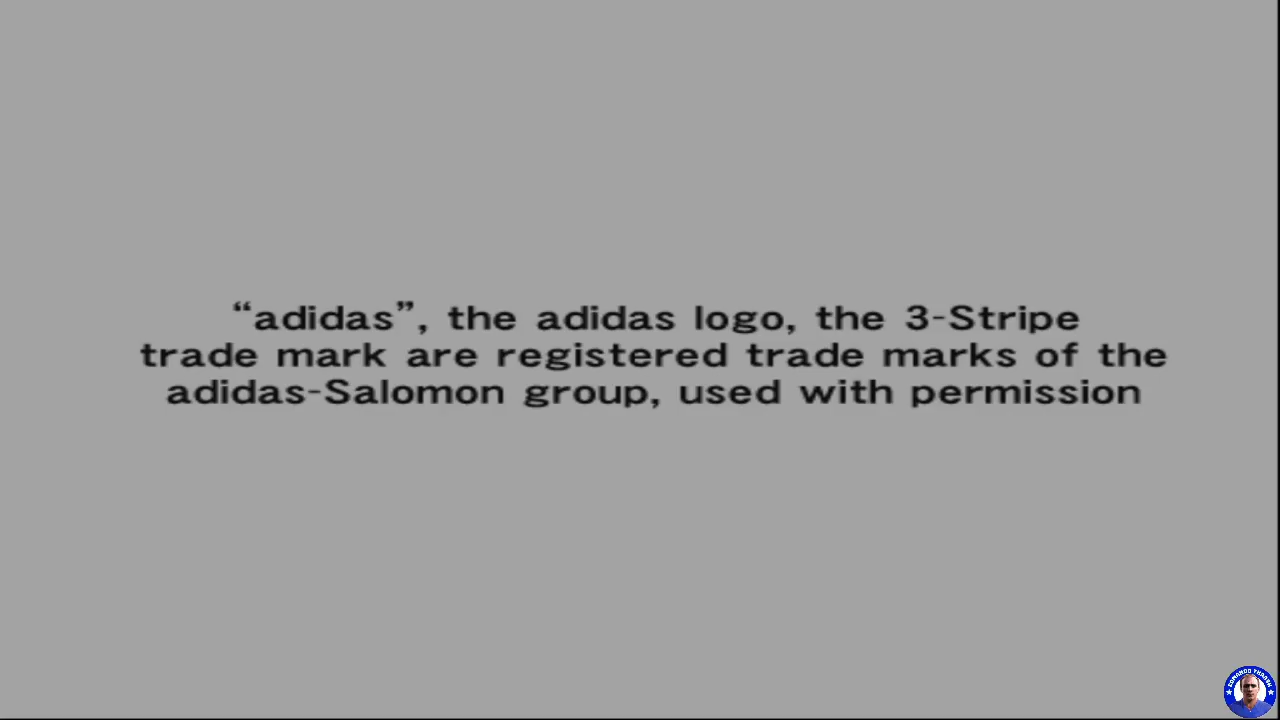 “adidas”, the adidas logo, the 3-Stripe
trade mark are registered trade marks of the
adidas-Salomon group, used with permission